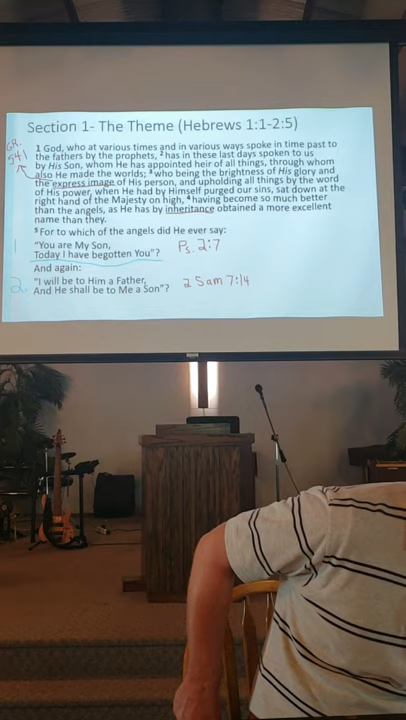 Section 1- The Theme (Hebrews 1:1-2:5)
GR.
541
1 God, who at various times and in various ways spoke in time past to
the fathers by the prophets, 2 has in these last days spoken to us
by His Son, whom He has appointed heir of all things, through whom
also He made the worlds; 3 who being the brightness of His glory and
the express image of His person, and upholding all things by the word
of His power, when He had by Himself purged our sins, sat down at the
right hand of the Majesty on high, 4 having become so much better
than the angels, as He has by inheritance obtained a more excellent
name than they.
5 For to which of the angels did He ever say:
1 "You are My Son,
Today I have begotten You"? Ps. 2:7
And again:
2 "I will be to Him a Father,
And He shall be to Me a Son"? 2 Sam 7:14